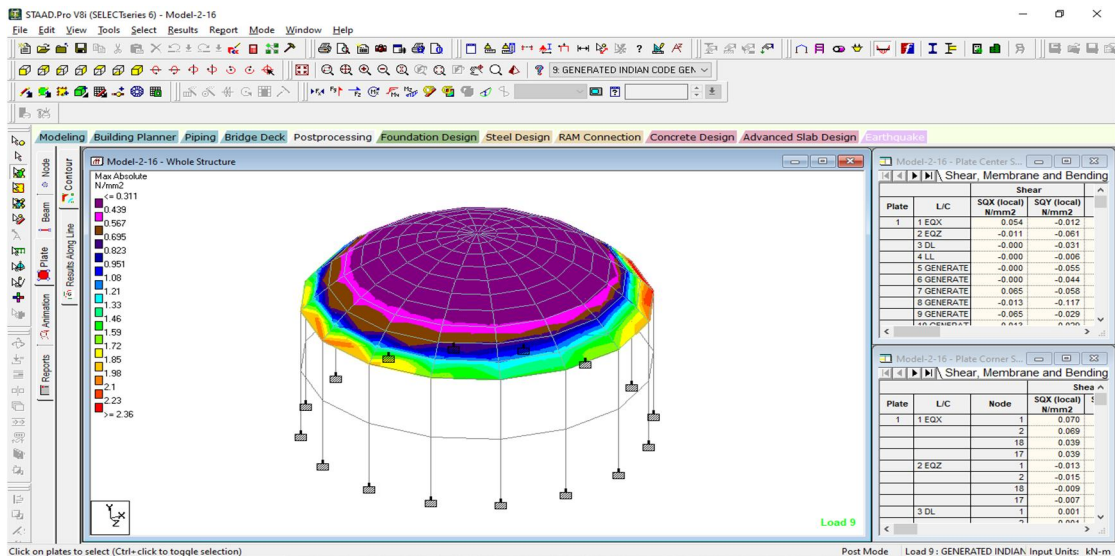 STAAD.Pro V8i (SELECTseries 6) - Model-2-16
File Edit View Tools Select Results Report Mode Window Help
9: GENERATED INDIAN CODE GEN
Modeling Building Planner Piping Bridge Deck Postprocessing Foundation Design Steel Design RAM Connection Concrete Design Advanced Slab Design Earthquake
Node
Beam
Plate
Animation
Reports
Contour
Results Along Line
Model-2-16 - Whole Structure
Max Absolute
N/mm2
<= 0.311
0.439
0.567
0.695
0.823
0.951
1.08
1.21
1.33
1.46
1.59
1.72
1.85
1.98
2.1
2.23
>= 2.36
Y
X
Z
Load 9
Model-2-16 - Plate Center S...
Shear, Membrane and Bending
Shear
Plate L/C SQX (local) N/mm2 SQY (local) N/mm2
1 1 EQX 0.054 -0.012
2 EQZ -0.011 -0.061
3 DL -0.000 -0.031
4 LL -0.000 -0.006
5 GENERATE -0.000 -0.055
6 GENERATE -0.000 -0.044
7 GENERATE 0.065 -0.058
8 GENERATE -0.013 -0.117
9 GENERATE -0.065 -0.029
Model-2-16 - Plate Corner S...
Shear, Membrane and Bending
Shea
Plate L/C Node SQX (local) N/mm2 S
1 1 EQX 1 0.070
2 0.069
18 0.039
17 0.039
2 EQZ 1 -0.013
2 -0.015
18 -0.009
17 -0.007
3 DL 1 0.001
Click on plates to select (Ctrl+click to toggle selection)
Post Mode Load 9 : GENERATED INDIAN Input Units: kN-m